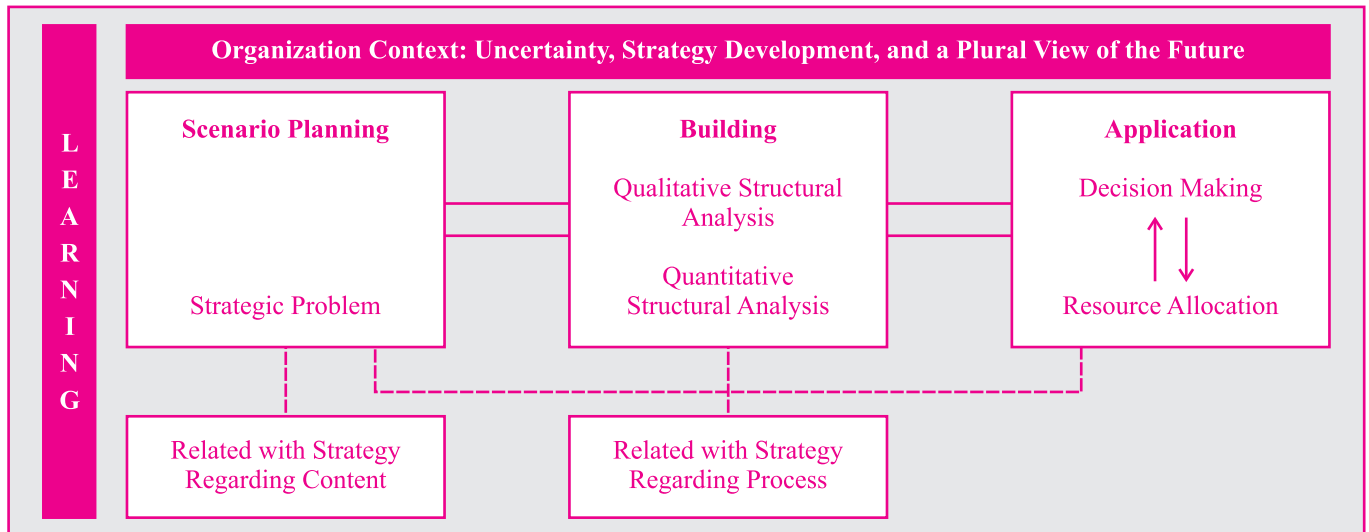 Organization Context: Uncertainty, Strategy Development, and a Plural View of the Future
LEARNING
Scenario Planning
Strategic Problem
Building
Qualitative Structural
Analysis
Quantitative
Structural Analysis
Application
Decision Making
Resource Allocation
Related with Strategy
Regarding Content
Related with Strategy
Regarding Process